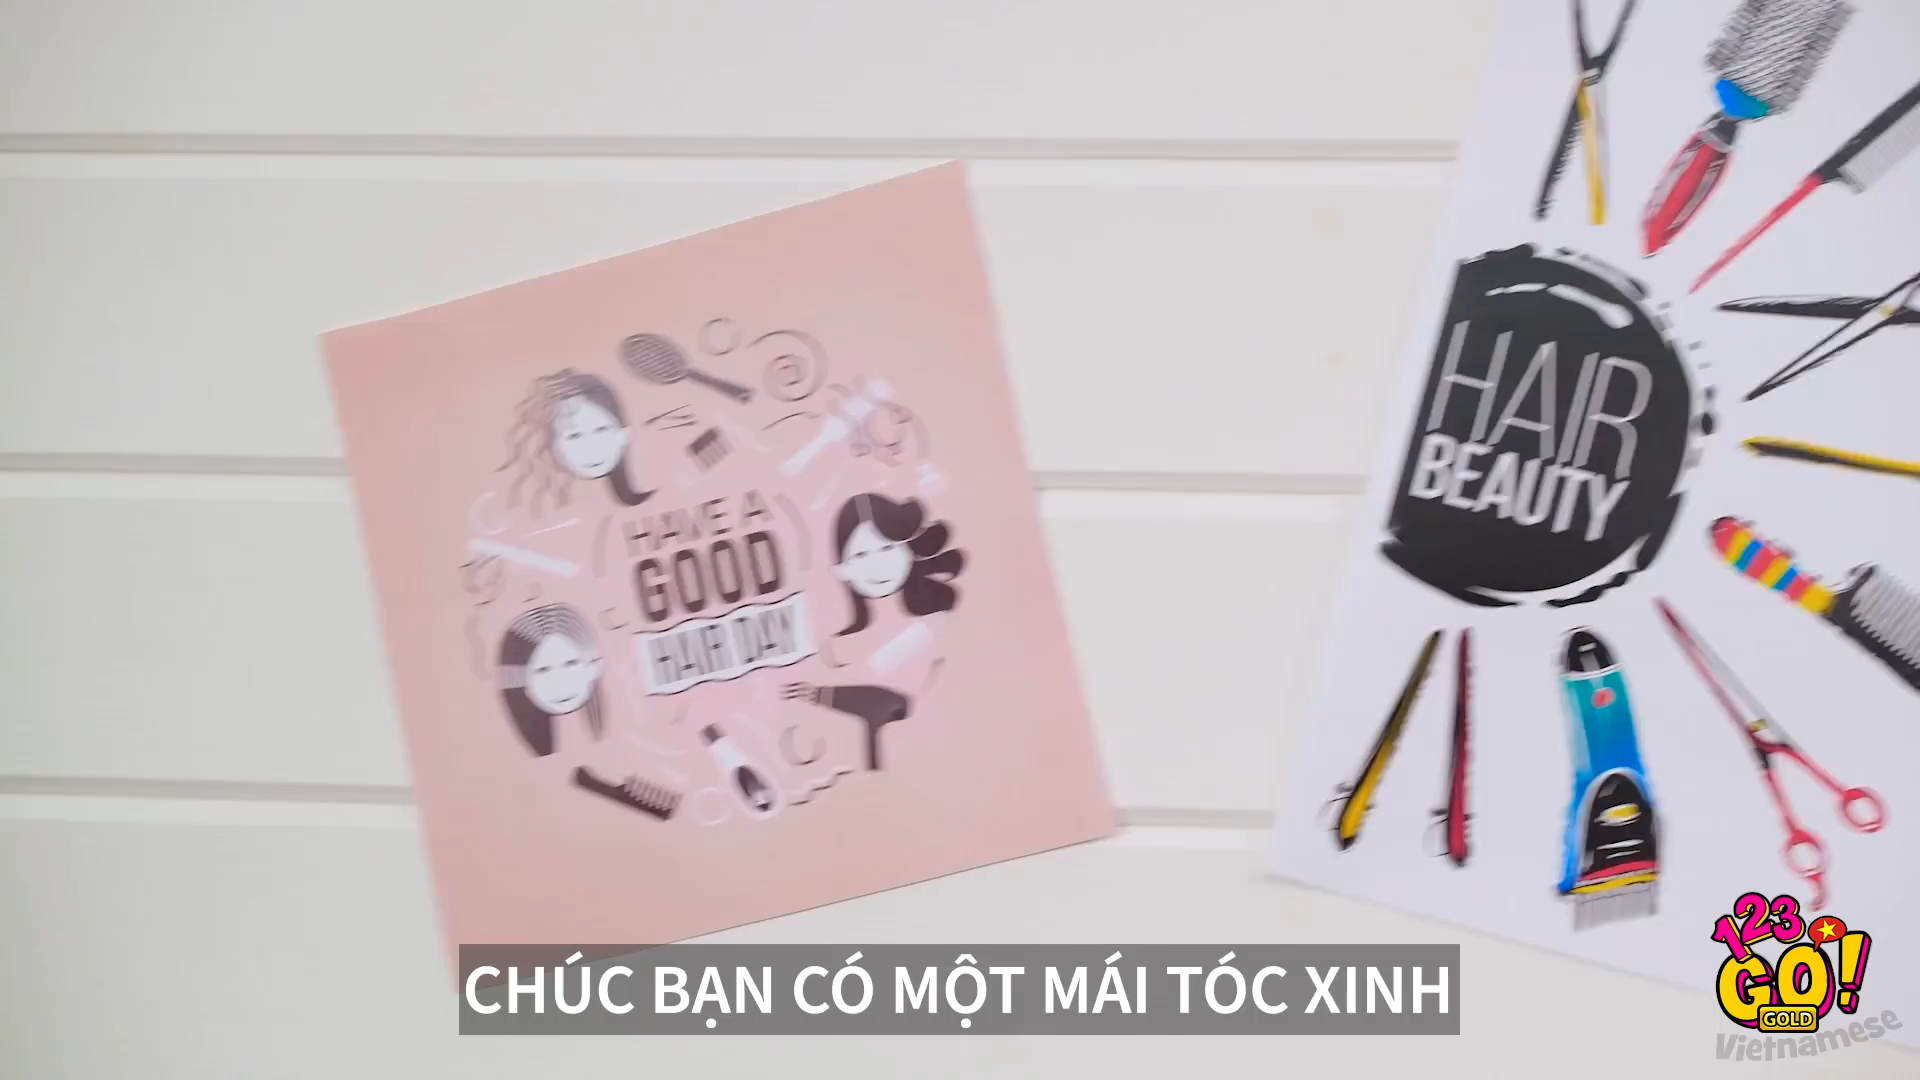 HAVE A
GOOD
HAIR DAY
HAIR
BEAUTY
CHÚC BẠN CÓ MỘT MÁI TÓC XINH
123
GO!
GOLD
Vietnamese